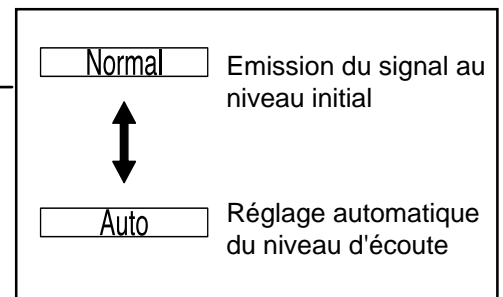 Normal
Emission du signal au
niveau initial
Auto
Réglage automatique
du niveau d'écoute